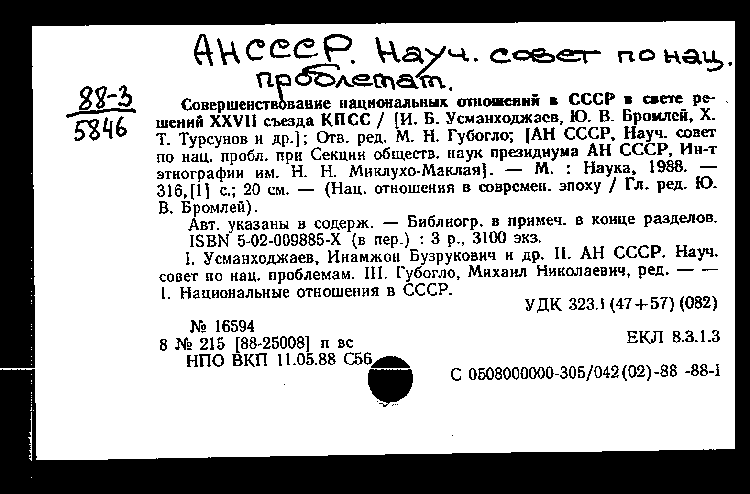 АН СССР. Науч. совет по нац.
проблемам.
88-3
5846
Совершенствование национальных отношений в СССР в свете ре-
шений XXVII съезда КПСС / [И. Б. Усманходжаев, Ю. В. Бромлей, Х.
Т. Турсунов и др.]; Отв. ред. М. Н. Губогло; [АН СССР, Науч. совет
по нац. пробл. при Секции обществ. наук президиума АН СССР, Ин-т
этнографии им. Н. Н. Миклухо-Маклая]. — М. : Наука, 1988. —
316,[1] с.; 20 см. — (Нац. отношения в соврсмен. эпоху / Гл. ред. Ю.
В. Бромлей).
Авт. указаны в содерж. — Библиогр. в примеч. в конце разделов.
ISBN 5-02-009885-X (в пер.) : 3 р., 3100 экз.
I. Усманходжаев, Инамжон Бузрукович и др. II. АН СССР. Науч.
совет по нац. проблемам. III. Губогло, Михаил Николаевич, ред. — —
1. Национальные отношения в СССР.
УДК 323.1 (47+57) (082)
№ 16594
8 № 215 [88-25008] п вс
ЕКЛ 8.3.1.3
НПО ВКП 11.05.88 С56
С 0508000000-305/042(02)-88 -88-1